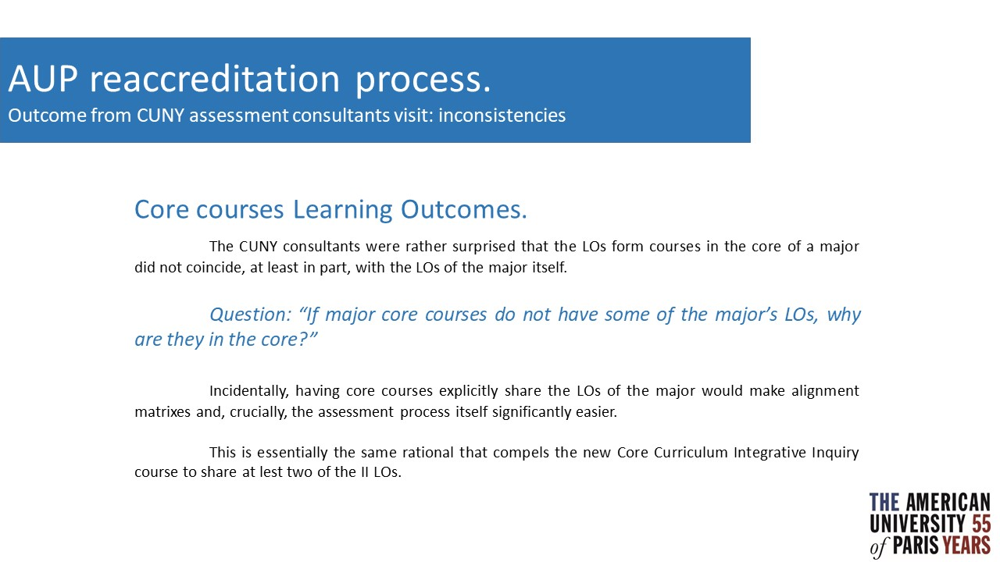 AUP reaccreditation process.
Outcome from CUNY assessment consultants visit: inconsistencies
Core courses Learning Outcomes.
The CUNY consultants were rather surprised that the LOs form courses in the core of a major
did not coincide, at least in part, with the LOs of the major itself.
Question: “If major core courses do not have some of the major’s LOs, why
are they in the core?”
Incidentally, having core courses explicitly share the LOs of the major would make alignment
matrixes and, crucially, the assessment process itself significantly easier.
This is essentially the same rational that compels the new Core Curriculum Integrative Inquiry
course to share at lest two of the II LOs.
THE AMERICAN
UNIVERSITY 55
of PARIS YEARS